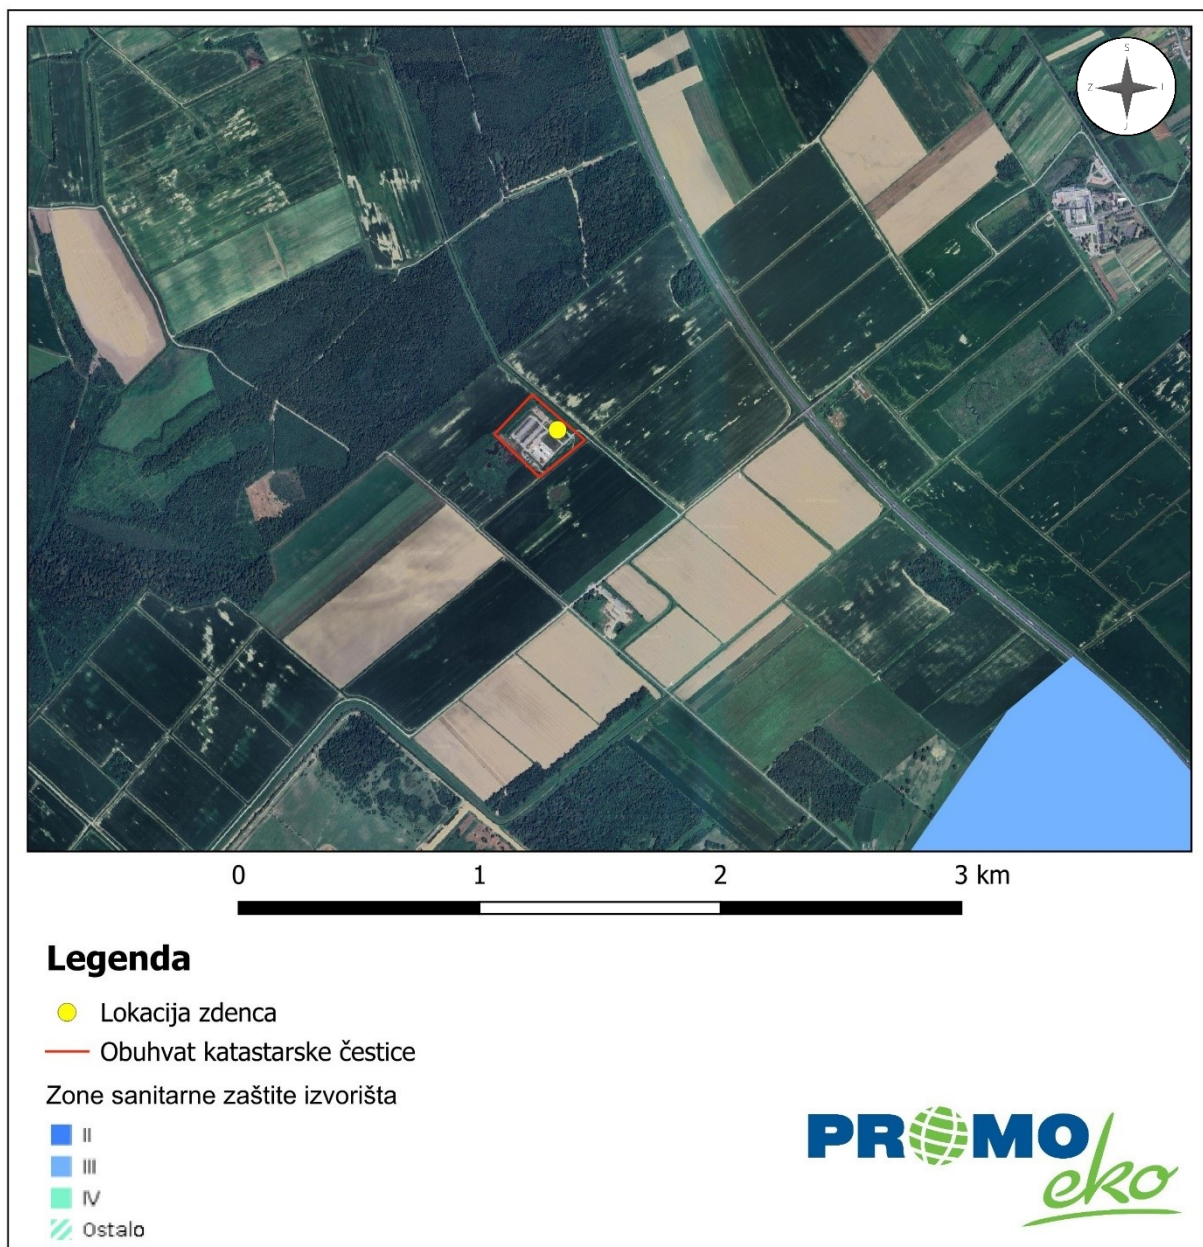 S
Z I
J
0 1 2 3 km
Legenda
Lokacija zdenca
Obuhvat katastarske čestice
Zone sanitarne zaštite izvorišta
II
III
IV
Ostalo
PROMO
eko